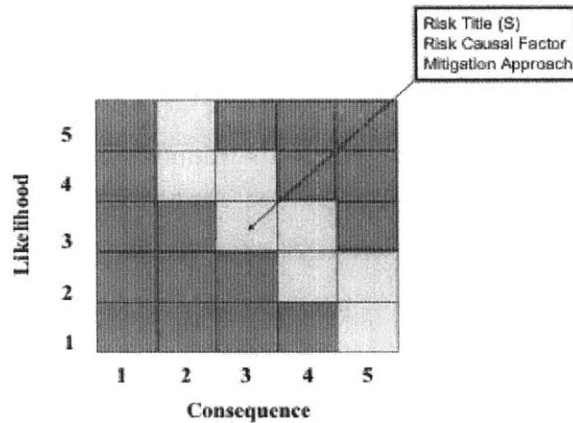 Risk Title (S)
Risk Causal Factor
Mitigation Approach
5
4
3
2
1
Likelihood
1 2 3 4 5
Consequence